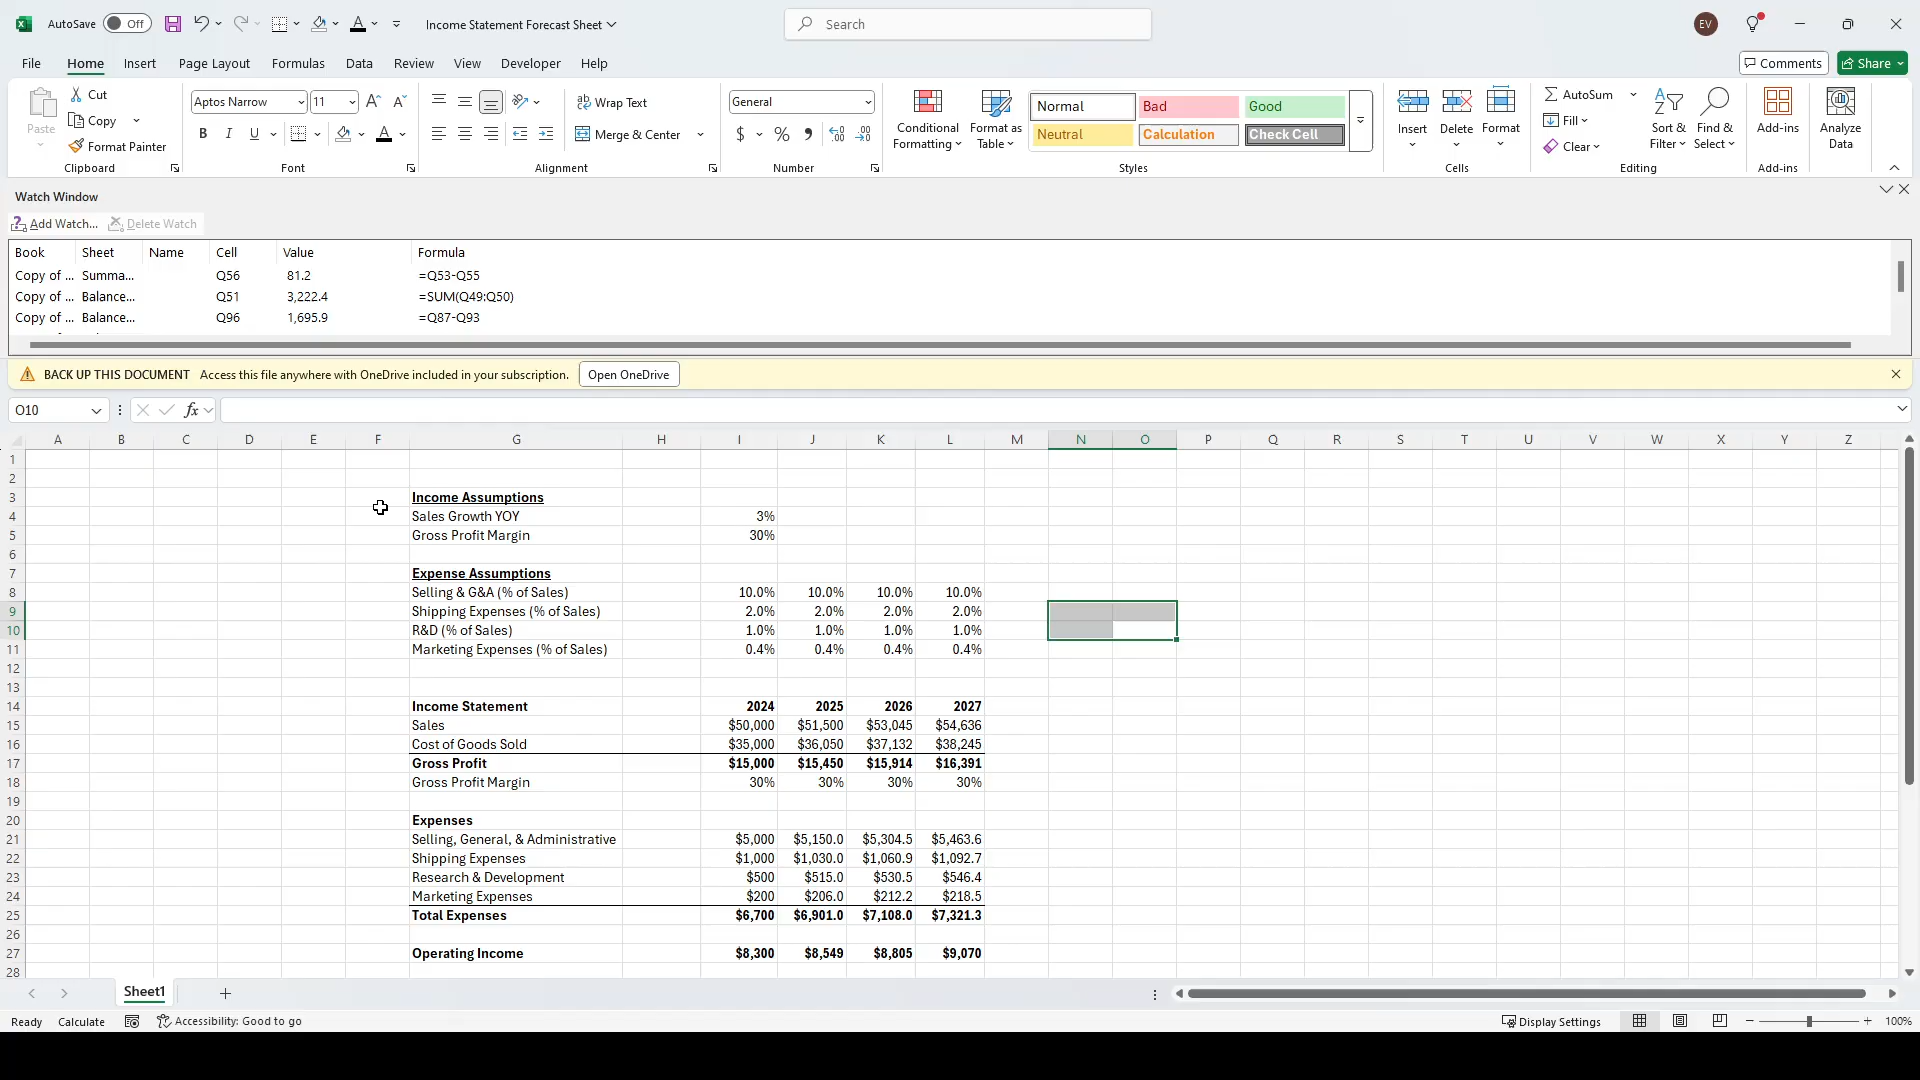 AutoSave Off Income Statement Forecast Sheet Search EV
File Home Insert Page Layout Formulas Data Review View Developer Help Comments Share
Paste Cut Copy Format Painter Clipboard
Aptos Narrow 11 B I U A Font
Wrap Text Merge & Center Alignment
General $ % Number
Conditional Formatting Format as Table
Normal Bad Good
Neutral Calculation Check Cell
Styles
Insert Delete Format Cells
AutoSum Fill Clear Sort & Filter Find & Select Editing
Add-ins Add-ins
Analyze Data
Watch Window
Add Watch... Delete Watch
Book Sheet Name Cell Value Formula
Copy of ... Summa... Q56 81.2 =Q53-Q55
Copy of ... Balance... Q51 3,222.4 =SUM(Q49:Q50)
Copy of ... Balance... Q96 1,695.9 =Q87-Q93
BACK UP THIS DOCUMENT Access this file anywhere with OneDrive included in your subscription. Open OneDrive
O10 fx
A B C D E F G H I J K L M N O P Q R S T U V W X Y Z
1
2
3 Income Assumptions
4 Sales Growth YOY 3%
5 Gross Profit Margin 30%
6
7 Expense Assumptions
8 Selling & G&A (% of Sales) 10.0% 10.0% 10.0% 10.0%
9 Shipping Expenses (% of Sales) 2.0% 2.0% 2.0% 2.0%
10 R&D (% of Sales) 1.0% 1.0% 1.0% 1.0%
11 Marketing Expenses (% of Sales) 0.4% 0.4% 0.4% 0.4%
12
13
14 Income Statement 2024 2025 2026 2027
15 Sales $50,000 $51,500 $53,045 $54,636
16 Cost of Goods Sold $35,000 $36,050 $37,132 $38,245
17 Gross Profit $15,000 $15,450 $15,914 $16,391
18 Gross Profit Margin 30% 30% 30% 30%
19
20 Expenses
21 Selling, General, & Administrative $5,000 $5,150.0 $5,304.5 $5,463.6
22 Shipping Expenses $1,000 $1,030.0 $1,060.9 $1,092.7
23 Research & Development $500 $515.0 $530.5 $546.4
24 Marketing Expenses $200 $206.0 $212.2 $218.5
25 Total Expenses $6,700 $6,901.0 $7,108.0 $7,321.3
26
27 Operating Income $8,300 $8,549 $8,805 $9,070
28
Sheet1
Ready Calculate Accessibility: Good to go Display Settings 100%